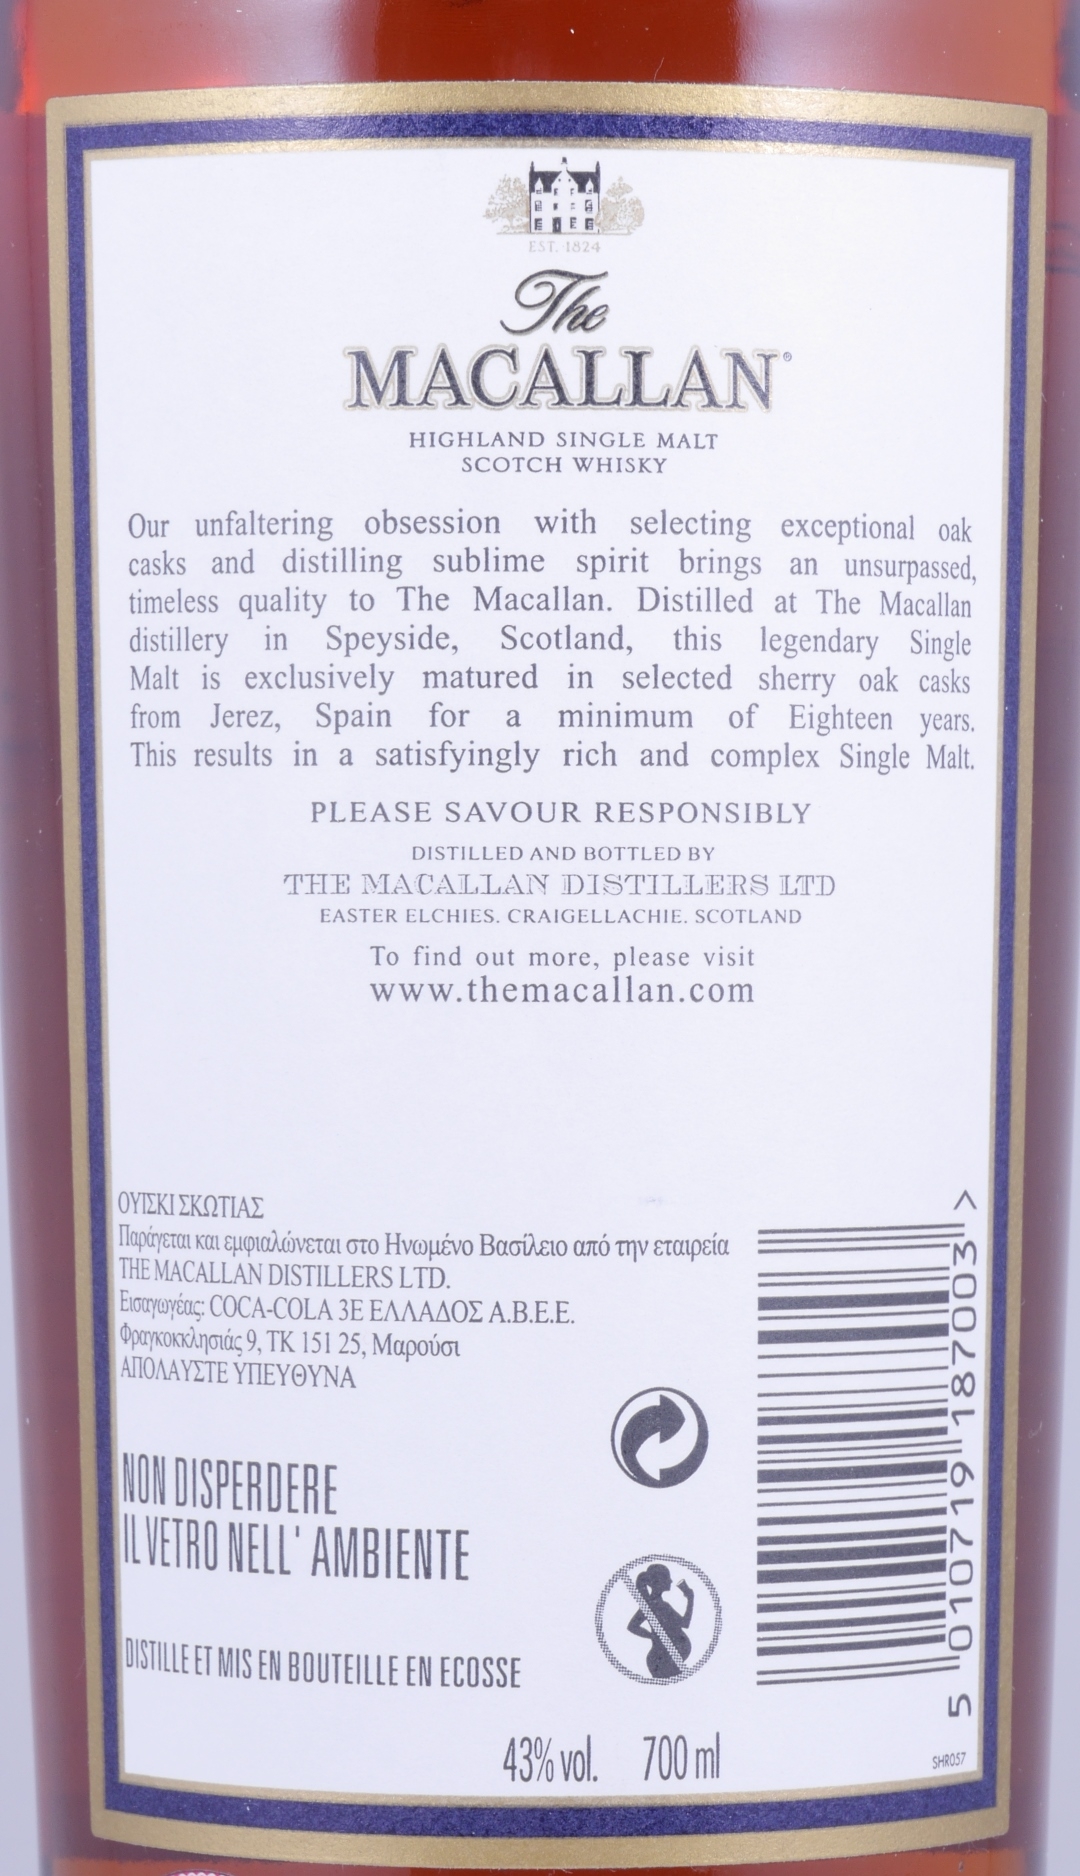 EST. 1824
The
MACALLAN®
HIGHLAND SINGLE MALT
SCOTCH WHISKY
Our unfaltering obsession with selecting exceptional oak
casks and distilling sublime spirit brings an unsurpassed,
timeless quality to The Macallan. Distilled at The Macallan
distillery in Speyside, Scotland, this legendary Single
Malt is exclusively matured in selected sherry oak casks
from Jerez, Spain for a minimum of Eighteen years.
This results in a satisfyingly rich and complex Single Malt.
PLEASE SAVOUR RESPONSIBLY
DISTILLED AND BOTTLED BY
THE MACALLAN DISTILLERS LTD
EASTER ELCHIES. CRAIGELLACHIE. SCOTLAND
To find out more, please visit
www.themacallan.com
ΟΥΙΣΚΙ ΣΚΩΤΙΑΣ
Παράγεται και εμφιαλώνεται στο Ηνωμένο Βασίλειο από την εταιρεία
THE MACALLAN DISTILLERS LTD.
Εισαγωγέας: COCA-COLA 3E ΕΛΛΑΔΟΣ Α.Β.Ε.Ε.
Φραγκοκκλησιάς 9, ΤΚ 151 25, Μαρούσι
ΑΠΟΛΑΥΣΤΕ ΥΠΕΥΘΥΝΑ
NON DISPERDERE
IL VETRO NELL' AMBIENTE
DISTILLE ET MIS EN BOUTEILLE EN ECOSSE
43% vol. 700 ml
5 010719 187003 >
SHR057